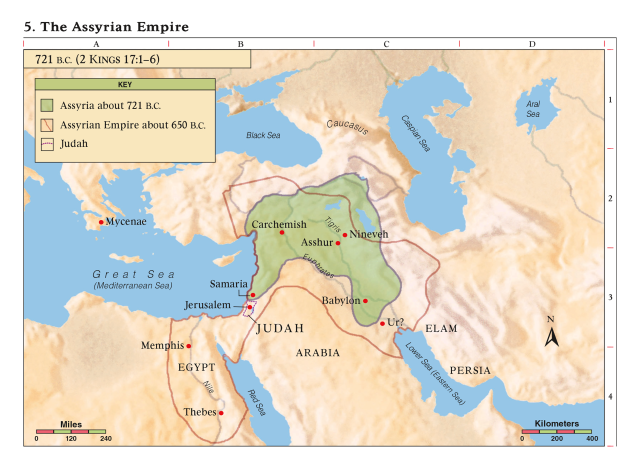 5. The Assyrian Empire
A B C D
721 B.C. (2 KINGS 17:1–6)
KEY
Assyria about 721 B.C.
Assyrian Empire about 650 B.C.
Judah
1
2
3
4
Black Sea
Caucasus
Caspian Sea
Aral
Sea
Mycenae
Carchemish
Tigris
Nineveh
Asshur
Euphrates
Great Sea
(Mediterranean Sea)
Samaria
Jerusalem
Babylon
JUDAH
Ur?
ELAM
N
Memphis
EGYPT
ARABIA
Lower Sea (Eastern Sea)
PERSIA
Nile
Red Sea
Thebes
Miles
0 120 240
Kilometers
0 200 400